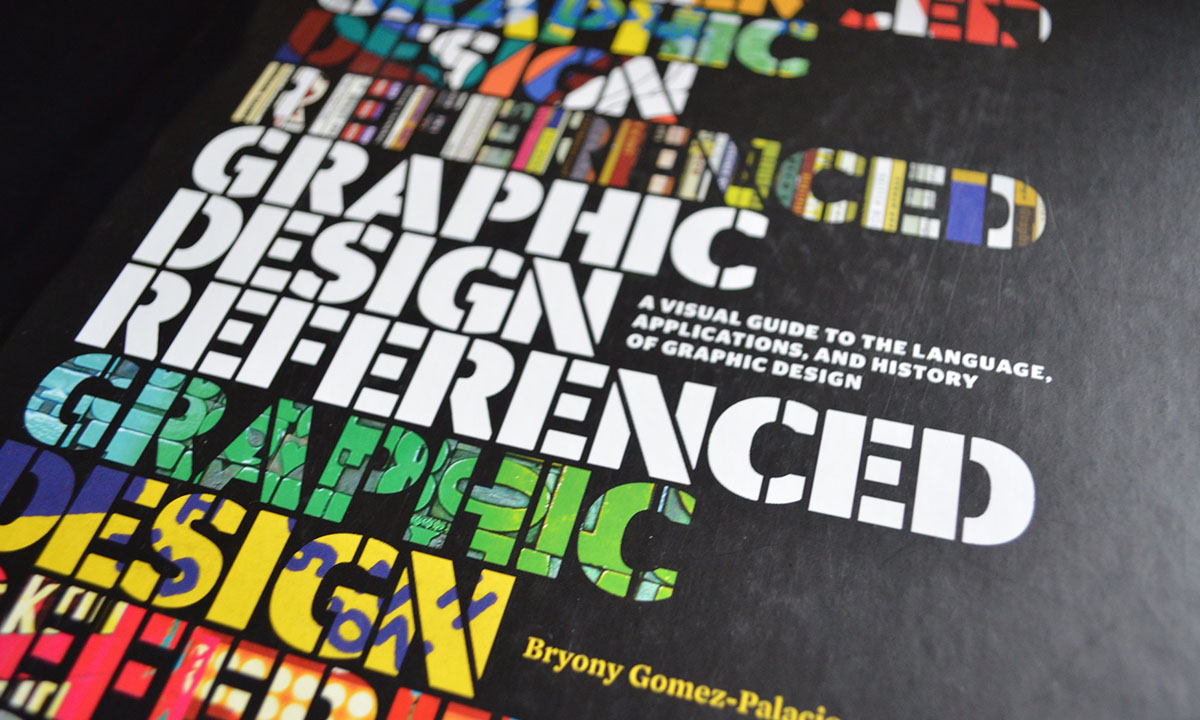 GRAPHIC
DESIGN
REFERENCED
GRAPHIC
DESIGN
REFERENCED
A VISUAL GUIDE TO THE LANGUAGE,
APPLICATIONS, AND HISTORY
OF GRAPHIC DESIGN
GRAPHIC
DESIGN
Bryony Gomez-Palacio